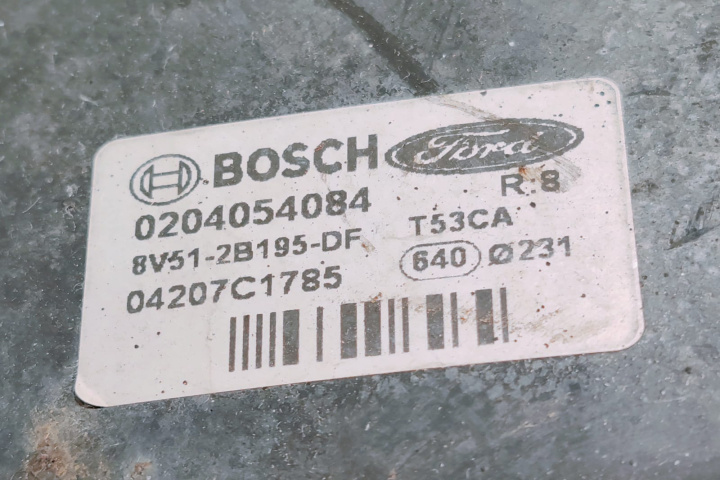 BOSCH Ford
R.8
0204054084
T53CA
8V51-2B195-DF
640 Ø231
04207C1785